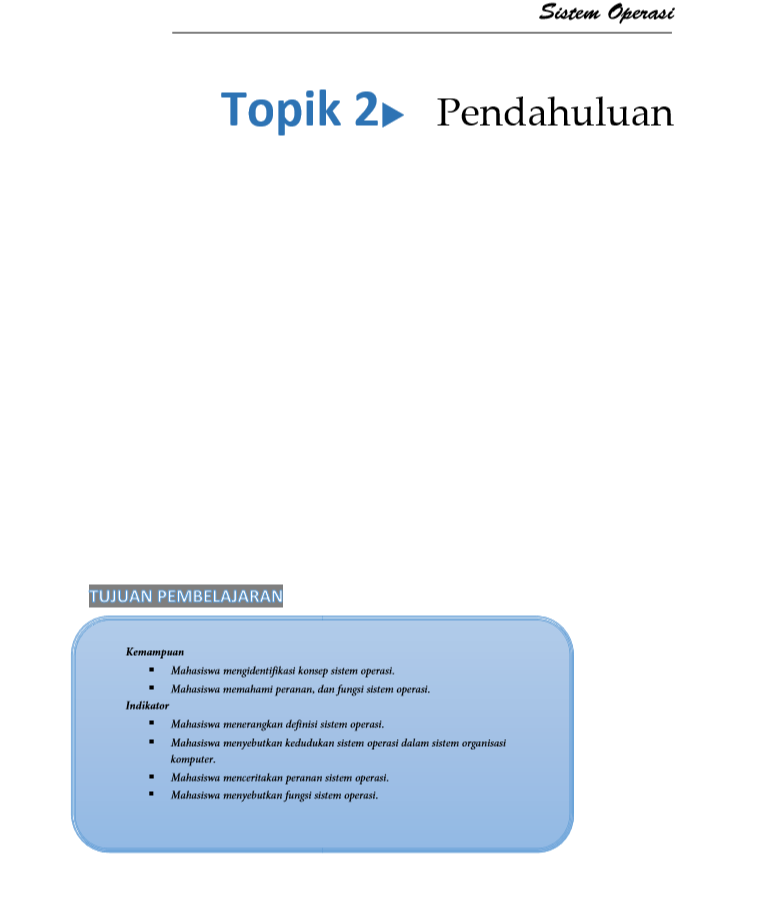 Sistem Operasi
Topik 2▶ Pendahuluan
TUJUAN PEMBELAJARAN
Kemampuan
▪ Mahasiswa mengidentifikasi konsep sistem operasi.
▪ Mahasiswa memahami peranan, dan fungsi sistem operasi.
Indikator
▪ Mahasiswa menerangkan definisi sistem operasi.
▪ Mahasiswa menyebutkan kedudukan sistem operasi dalam sistem organisasi
komputer.
▪ Mahasiswa menceritakan peranan sistem operasi.
▪ Mahasiswa menyebutkan fungsi sistem operasi.